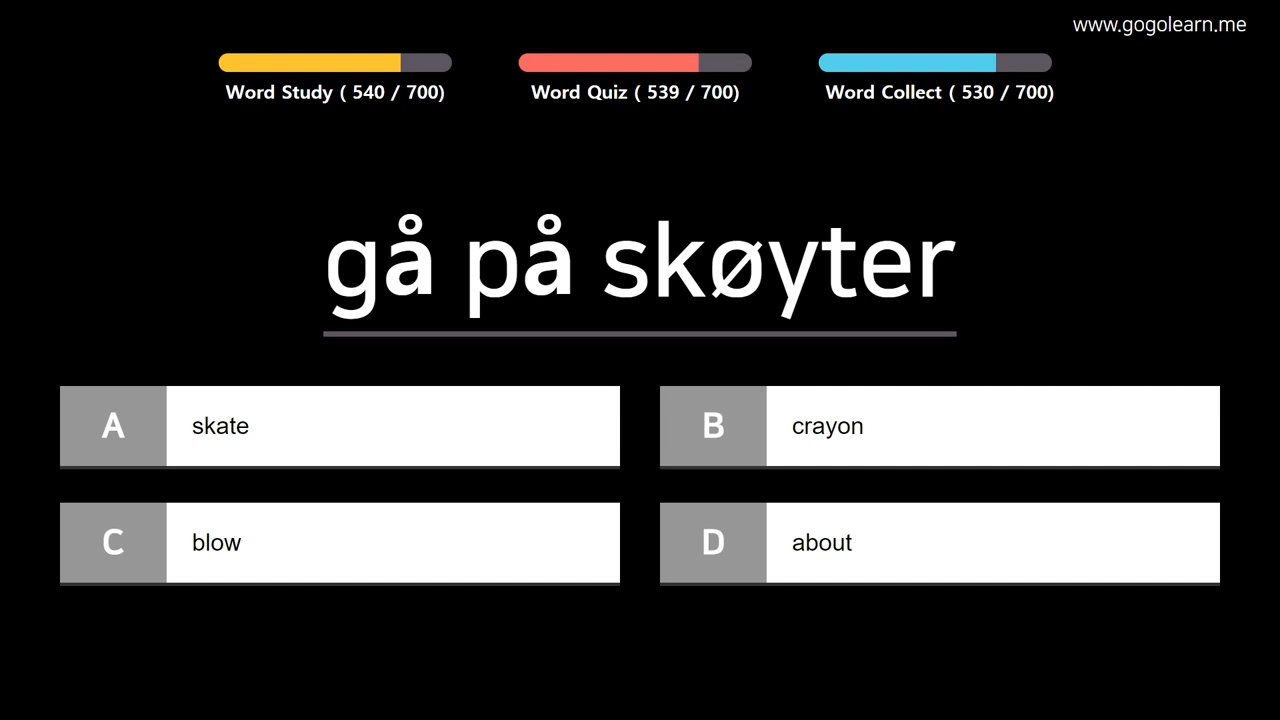 www.gogolearn.me
Word Study ( 540 / 700)
Word Quiz ( 539 / 700)
Word Collect ( 530 / 700)
gå på skøyter
A skate
B crayon
C blow
D about